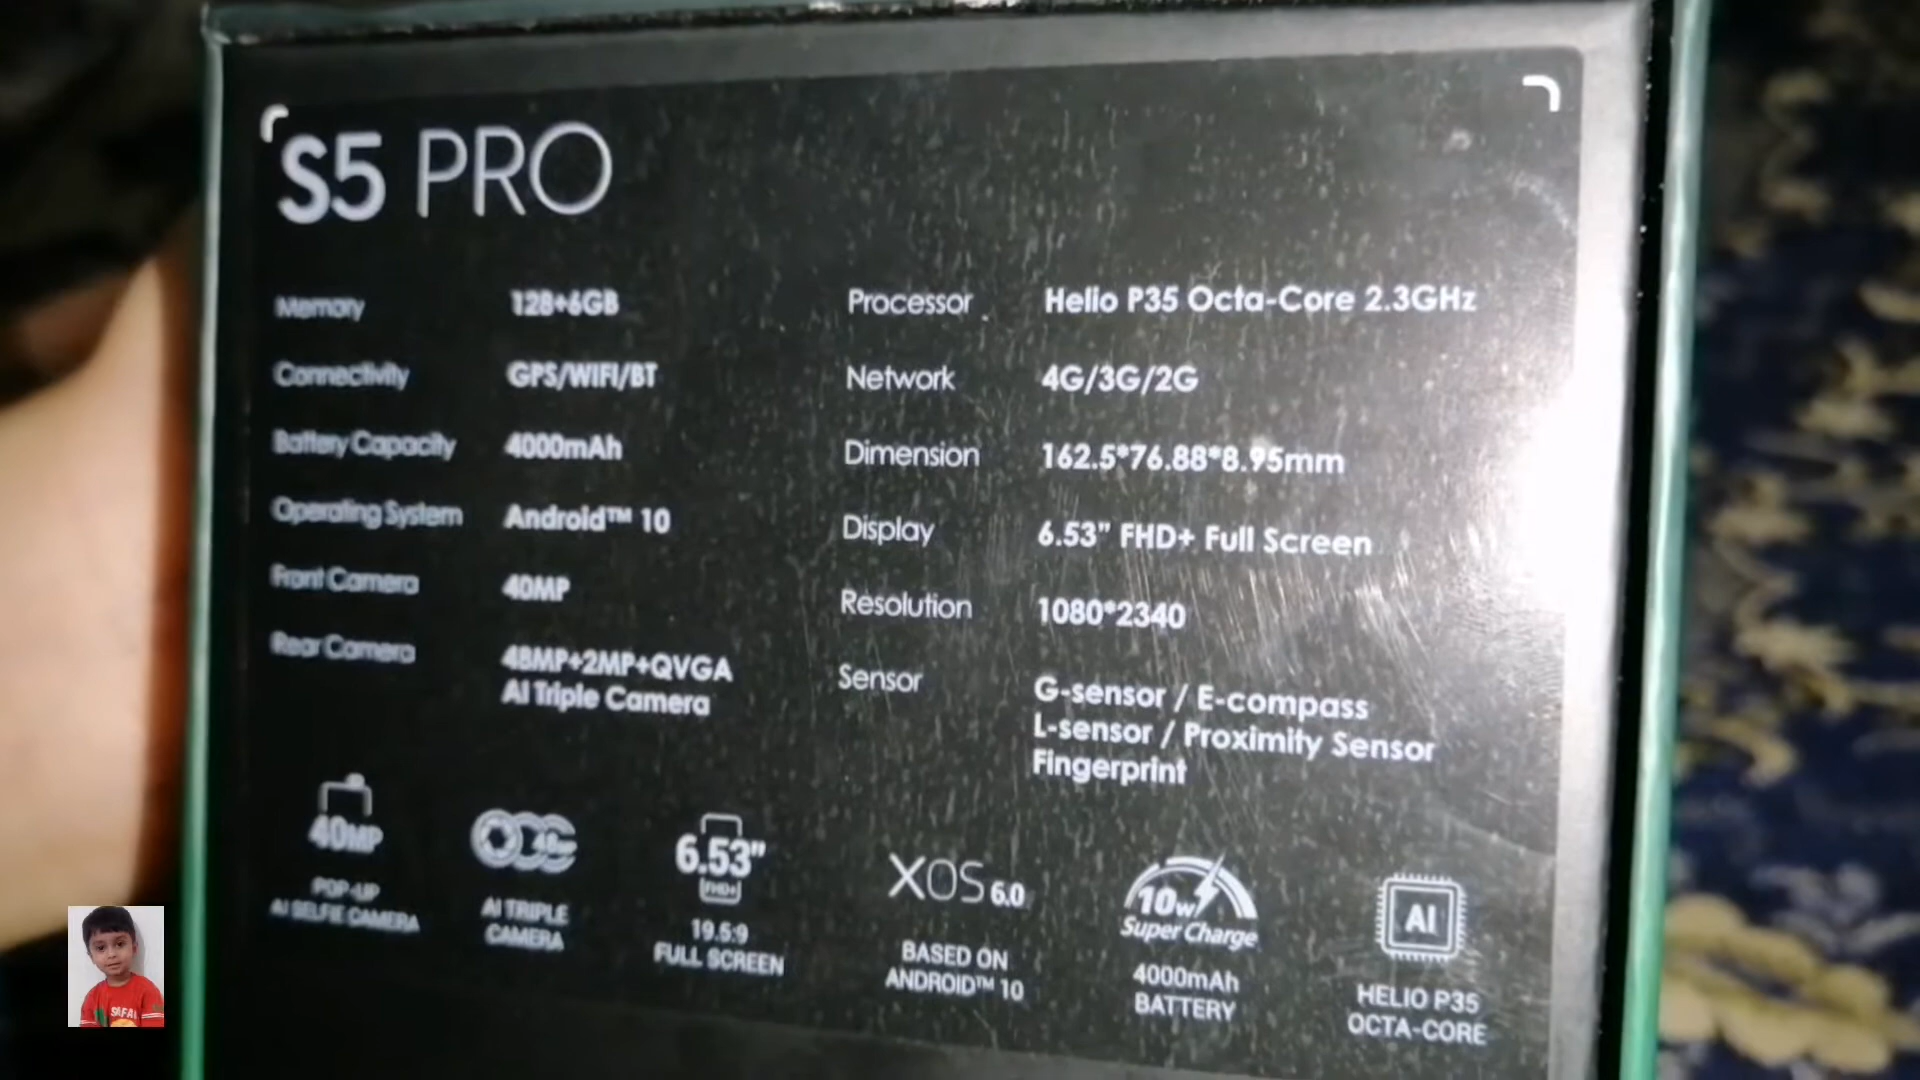 S5 PRO
Memory 128+6GB
Connectivity GPS/WIFI/BT
Battery Capacity 4000mAh
Operating System Android™ 10
Front Camera 40MP
Rear Camera 48MP+2MP+QVGA
AI Triple Camera
Processor Helio P35 Octa-Core 2.3GHz
Network 4G/3G/2G
Dimension 162.5*76.88*8.95mm
Display 6.53” FHD+ Full Screen
Resolution 1080*2340
Sensor G-sensor / E-compass
L-sensor / Proximity Sensor
Fingerprint
40MP
POP-UP
AI SELFIE CAMERA
48MP
AI TRIPLE
CAMERA
6.53”
FHD+
19.5:9
FULL SCREEN
XOS 6.0
BASED ON
ANDROID™ 10
10W
Super Charge
4000mAh
BATTERY
AI
HELIO P35
OCTA-CORE